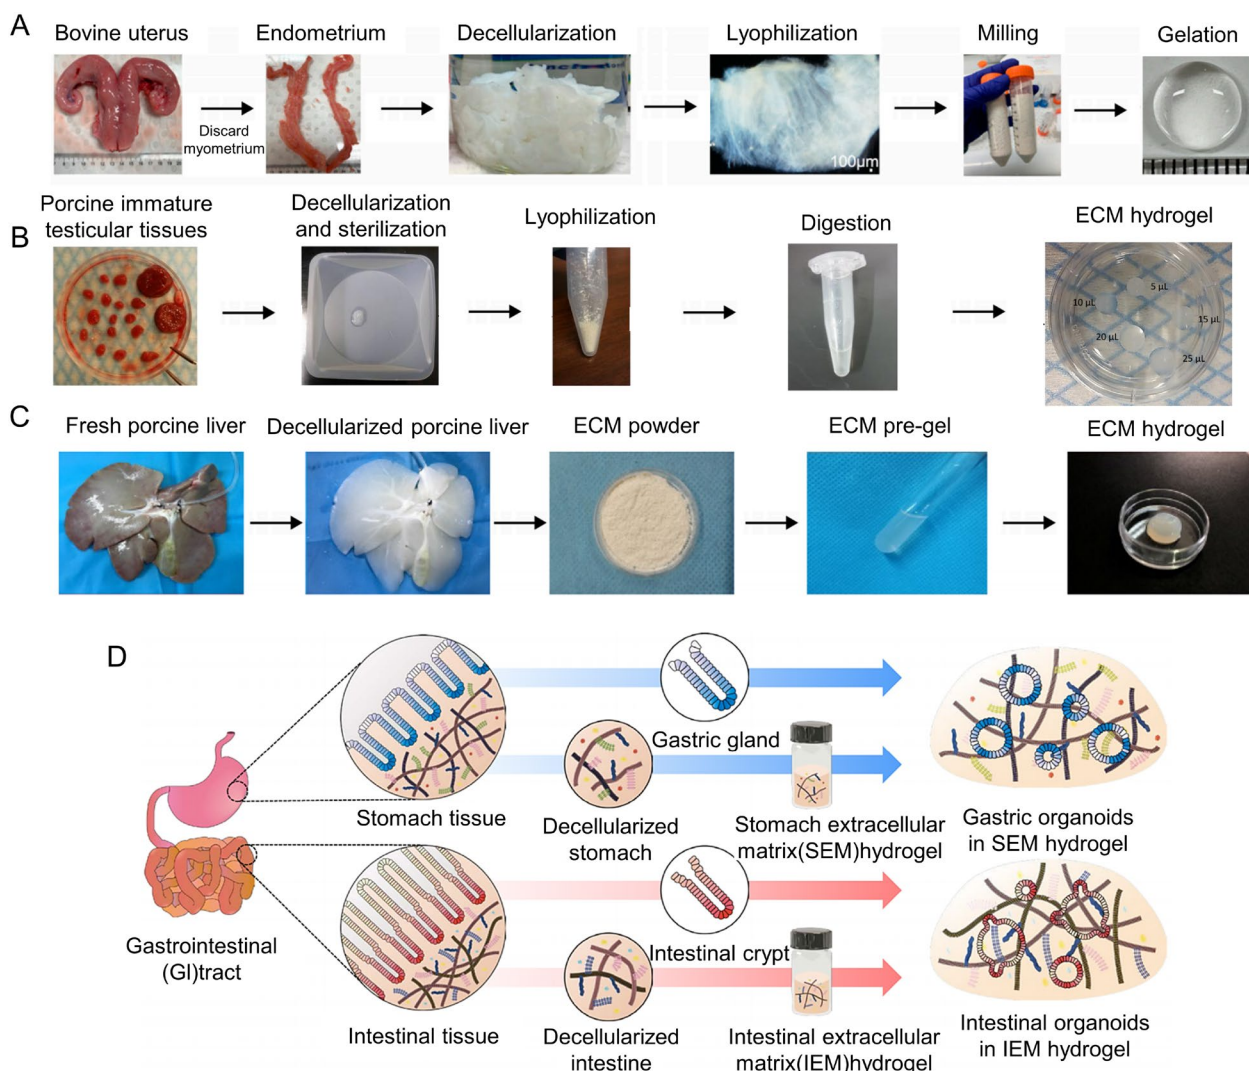 A
Bovine uterus
Endometrium
Decellularization
Lyophilization
Milling
Gelation
Discard
myometrium
100μm
B
Porcine immature
testicular tissues
Decellularization
and sterilization
Lyophilization
Digestion
ECM hydrogel
5 μL
10 μL
15 μL
20 μL
25 μL
C
Fresh porcine liver
Decellularized porcine liver
ECM powder
ECM pre-gel
ECM hydrogel
D
Gastrointestinal
(GI)tract
Stomach tissue
Decellularized
stomach
Gastric gland
Stomach extracellular
matrix(SEM)hydrogel
Gastric organoids
in SEM hydrogel
Intestinal tissue
Decellularized
intestine
Intestinal crypt
Intestinal extracellular
matrix(IEM)hydrogel
Intestinal organoids
in IEM hydrogel